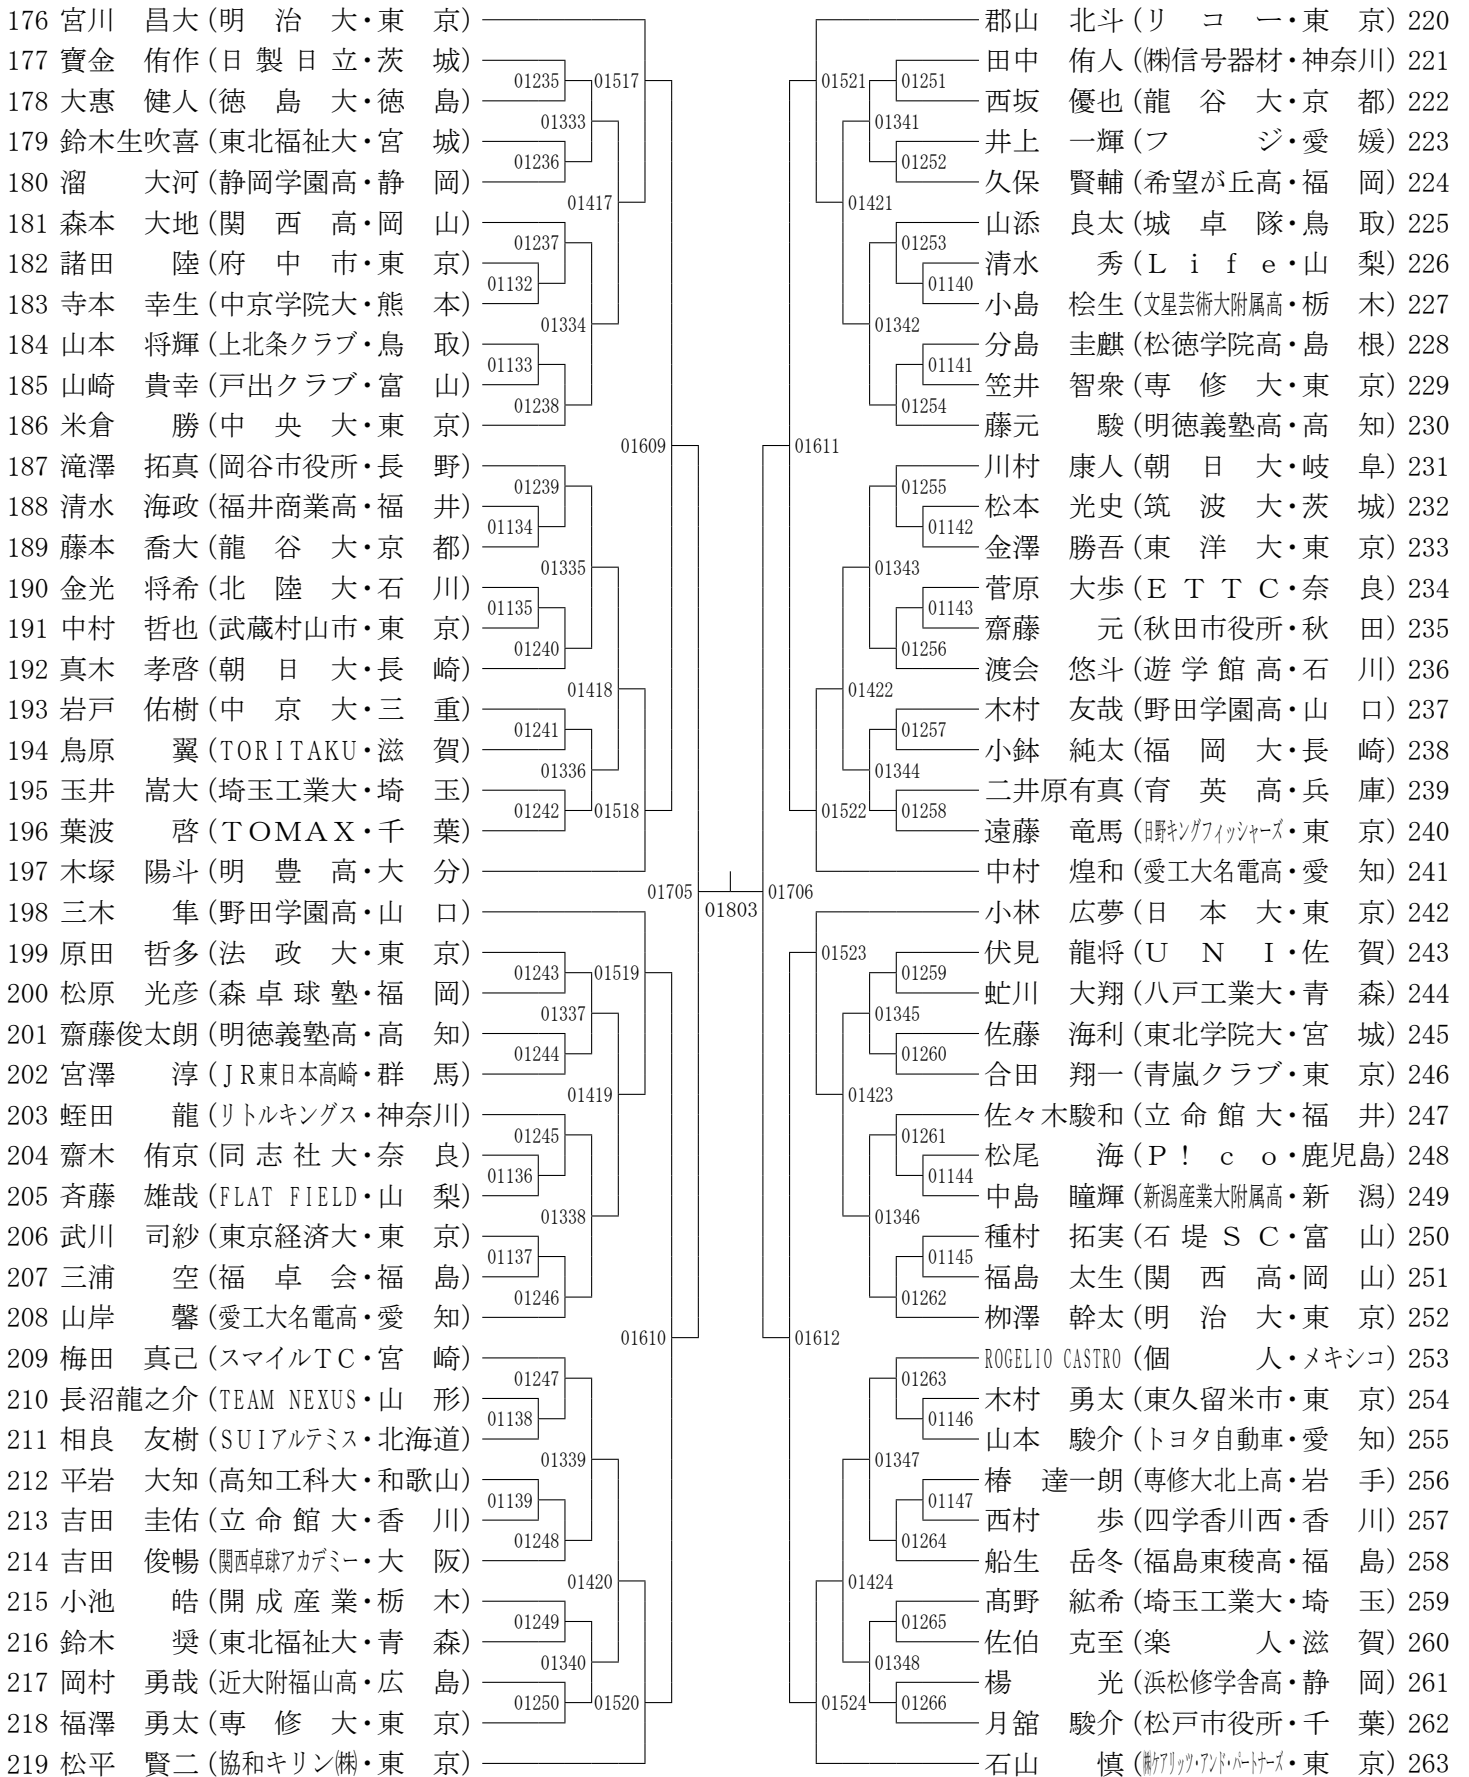 176 宮川 昌大 (明治大・東京)
177 寶金 侑作 (日製日立・茨城)
178 大惠 健人 (徳島大・徳島)
179 鈴木生吹喜 (東北福祉大・宮城)
180 溜 大河 (静岡学園高・静岡)
181 森本 大地 (関西高・岡山)
182 諸田 陸 (府中市・東京)
183 寺本 幸生 (中京学院大・熊本)
184 山本 将輝 (上北条クラブ・鳥取)
185 山崎 貴幸 (戸出クラブ・富山)
186 米倉 勝 (中央大・東京)
187 滝澤 拓真 (岡谷市役所・長野)
188 清水 海政 (福井商業高・福井)
189 藤本 喬大 (龍谷大・京都)
190 金光 将希 (北陸大・石川)
191 中村 哲也 (武蔵村山市・東京)
192 真木 孝啓 (朝日大・長崎)
193 岩戸 佑樹 (中京大・三重)
194 鳥原 翼 (TORITAKU・滋賀)
195 玉井 嵩大 (埼玉工業大・埼玉)
196 葉波 啓 (TOMAX・千葉)
197 木塚 陽斗 (明豊高・大分)
198 三木 隼 (野田学園高・山口)
199 原田 哲多 (法政大・東京)
200 松原 光彦 (森卓球塾・福岡)
201 齋藤俊太朗 (明徳義塾高・高知)
202 宮澤 淳 (JR東日本高崎・群馬)
203 蛭田 龍 (リトルキングス・神奈川)
204 齋木 侑京 (同志社大・奈良)
205 斉藤 雄哉 (FLAT FIELD・山梨)
206 武川 司紗 (東京経済大・東京)
207 三浦 空 (福卓会・福島)
208 山岸 馨 (愛工大名電高・愛知)
209 梅田 真己 (スマイルTC・宮崎)
210 長沼龍之介 (TEAM NEXUS・山形)
211 相良 友樹 (SUIアルテミス・北海道)
212 平岩 大知 (高知工科大・和歌山)
213 吉田 圭佑 (立命館大・香川)
214 吉田 俊暢 (関西卓球アカデミー・大阪)
215 小池 皓 (開成産業・栃木)
216 鈴木 奨 (東北福祉大・青森)
217 岡村 勇哉 (近大附福山高・広島)
218 福澤 勇太 (専修大・東京)
219 松平 賢二 (協和キリン㈱・東京)
01235
01236
01237
01132
01133
01238
01239
01134
01135
01240
01241
01242
01243
01244
01245
01136
01137
01246
01247
01138
01139
01248
01249
01250
01333
01334
01335
01336
01337
01338
01339
01340
01417
01418
01419
01420
01517
01518
01519
01520
01609
01610
01705
01803
01706
01611
01612
01521
01522
01523
01524
01421
01422
01423
01424
01341
01342
01343
01344
01345
01346
01347
01348
01251
01252
01253
01140
01141
01254
01255
01142
01143
01256
01257
01258
01259
01260
01261
01144
01145
01262
01263
01146
01147
01264
01265
01266
郡山 北斗 (リコー・東京) 220
田中 侑人 (㈱信号器材・神奈川) 221
西坂 優也 (龍谷大・京都) 222
井上 一輝 (フジ・愛媛) 223
久保 賢輔 (希望が丘高・福岡) 224
山添 良太 (城卓隊・鳥取) 225
清水 秀 (Life・山梨) 226
小島 桧生 (文星芸術大附属高・栃木) 227
分島 圭麒 (松徳学院高・島根) 228
笠井 智衆 (専修大・東京) 229
藤元 駿 (明徳義塾高・高知) 230
川村 康人 (朝日大・岐阜) 231
松本 光史 (筑波大・茨城) 232
金澤 勝吾 (東洋大・東京) 233
菅原 大歩 (ETTC・奈良) 234
齋藤 元 (秋田市役所・秋田) 235
渡会 悠斗 (遊学館高・石川) 236
木村 友哉 (野田学園高・山口) 237
小鉢 純太 (福岡大・長崎) 238
二井原有真 (育英高・兵庫) 239
遠藤 竜馬 (日野キングフィッシャーズ・東京) 240
中村 煌和 (愛工大名電高・愛知) 241
小林 広夢 (日本大・東京) 242
伏見 龍将 (UNI・佐賀) 243
虻川 大翔 (八戸工業大・青森) 244
佐藤 海利 (東北学院大・宮城) 245
合田 翔一 (青嵐クラブ・東京) 246
佐々木駿和 (立命館大・福井) 247
松尾 海 (P!co・鹿児島) 248
中島 瞳輝 (新潟産業大附属高・新潟) 249
種村 拓実 (石堤SC・富山) 250
福島 太生 (関西高・岡山) 251
栁澤 幹太 (明治大・東京) 252
ROGELIO CASTRO (個人・メキシコ) 253
木村 勇太 (東久留米市・東京) 254
山本 駿介 (トヨタ自動車・愛知) 255
椿 達一朗 (専修大北上高・岩手) 256
西村 歩 (四学香川西・香川) 257
船生 岳冬 (福島東稜高・福島) 258
髙野 紘希 (埼玉工業大・埼玉) 259
佐伯 克至 (楽人・滋賀) 260
楊 光 (浜松修学舎高・静岡) 261
月舘 駿介 (松戸市役所・千葉) 262
石山 慎 (㈱ケアリッツ・アンド・パートナーズ・東京) 263